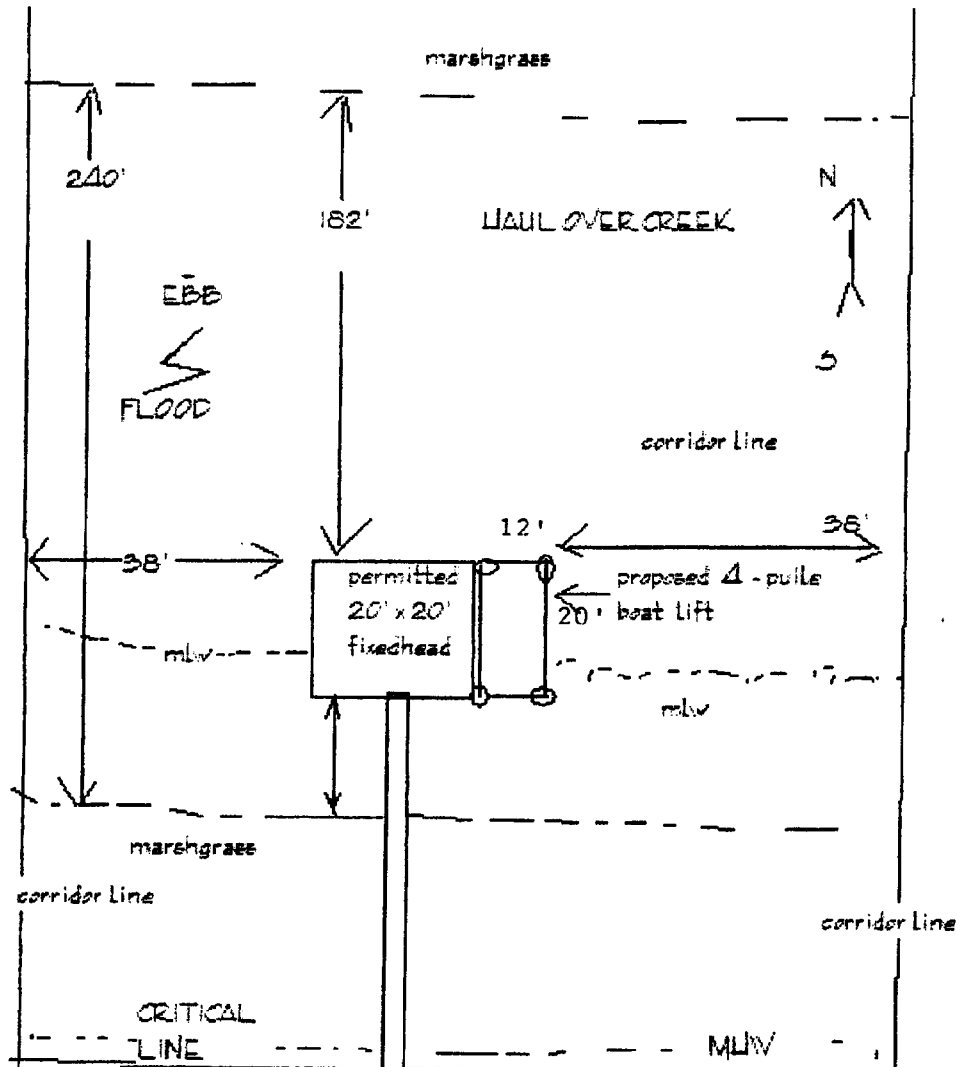 marshgrass
240'
182'
HAUL OVER CREEK
N
S
EBB
FLOOD
corridor line
12'
38'
38'
permitted
20' x 20'
fixedhead
proposed 4 - pile
boat lift
20'
mlw
mlw
marshgrass
corridor line
corridor line
CRITICAL
LINE
MHW